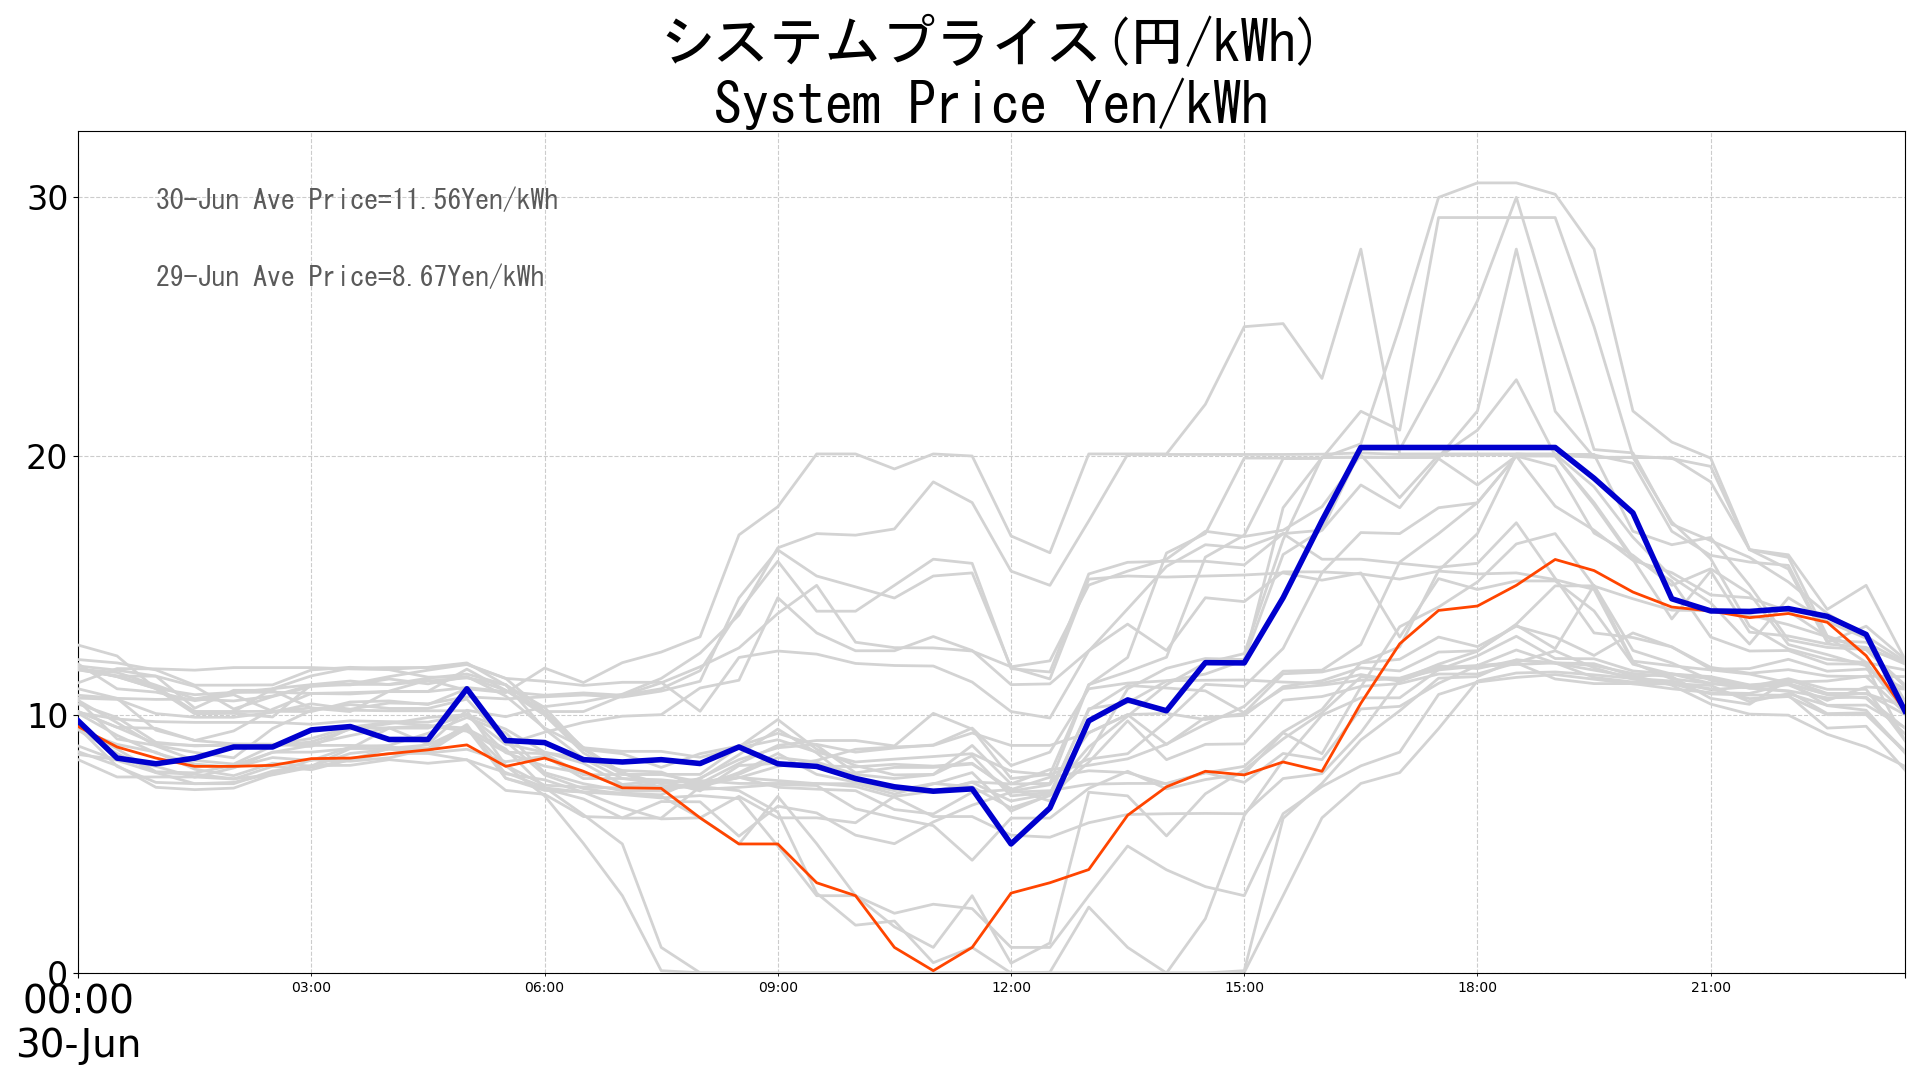 システムプライス(円/kWh)
System Price Yen/kWh
30-Jun Ave Price=11.56Yen/kWh
29-Jun Ave Price=8.67Yen/kWh
30
20
10
0
00:00
03:00
06:00
09:00
12:00
15:00
18:00
21:00
30-Jun